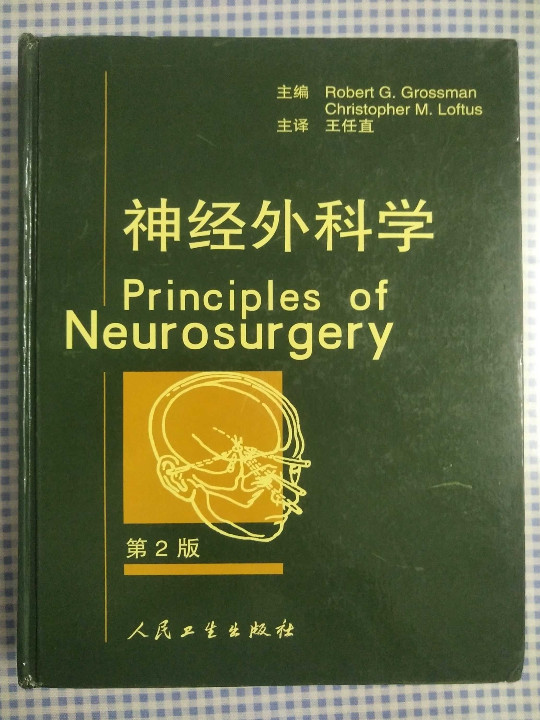 主编 Robert G. Grossman
Christopher M. Loftus
主译 王任直
神经外科学
Principles of
Neurosurgery
第2版
人民卫生出版社